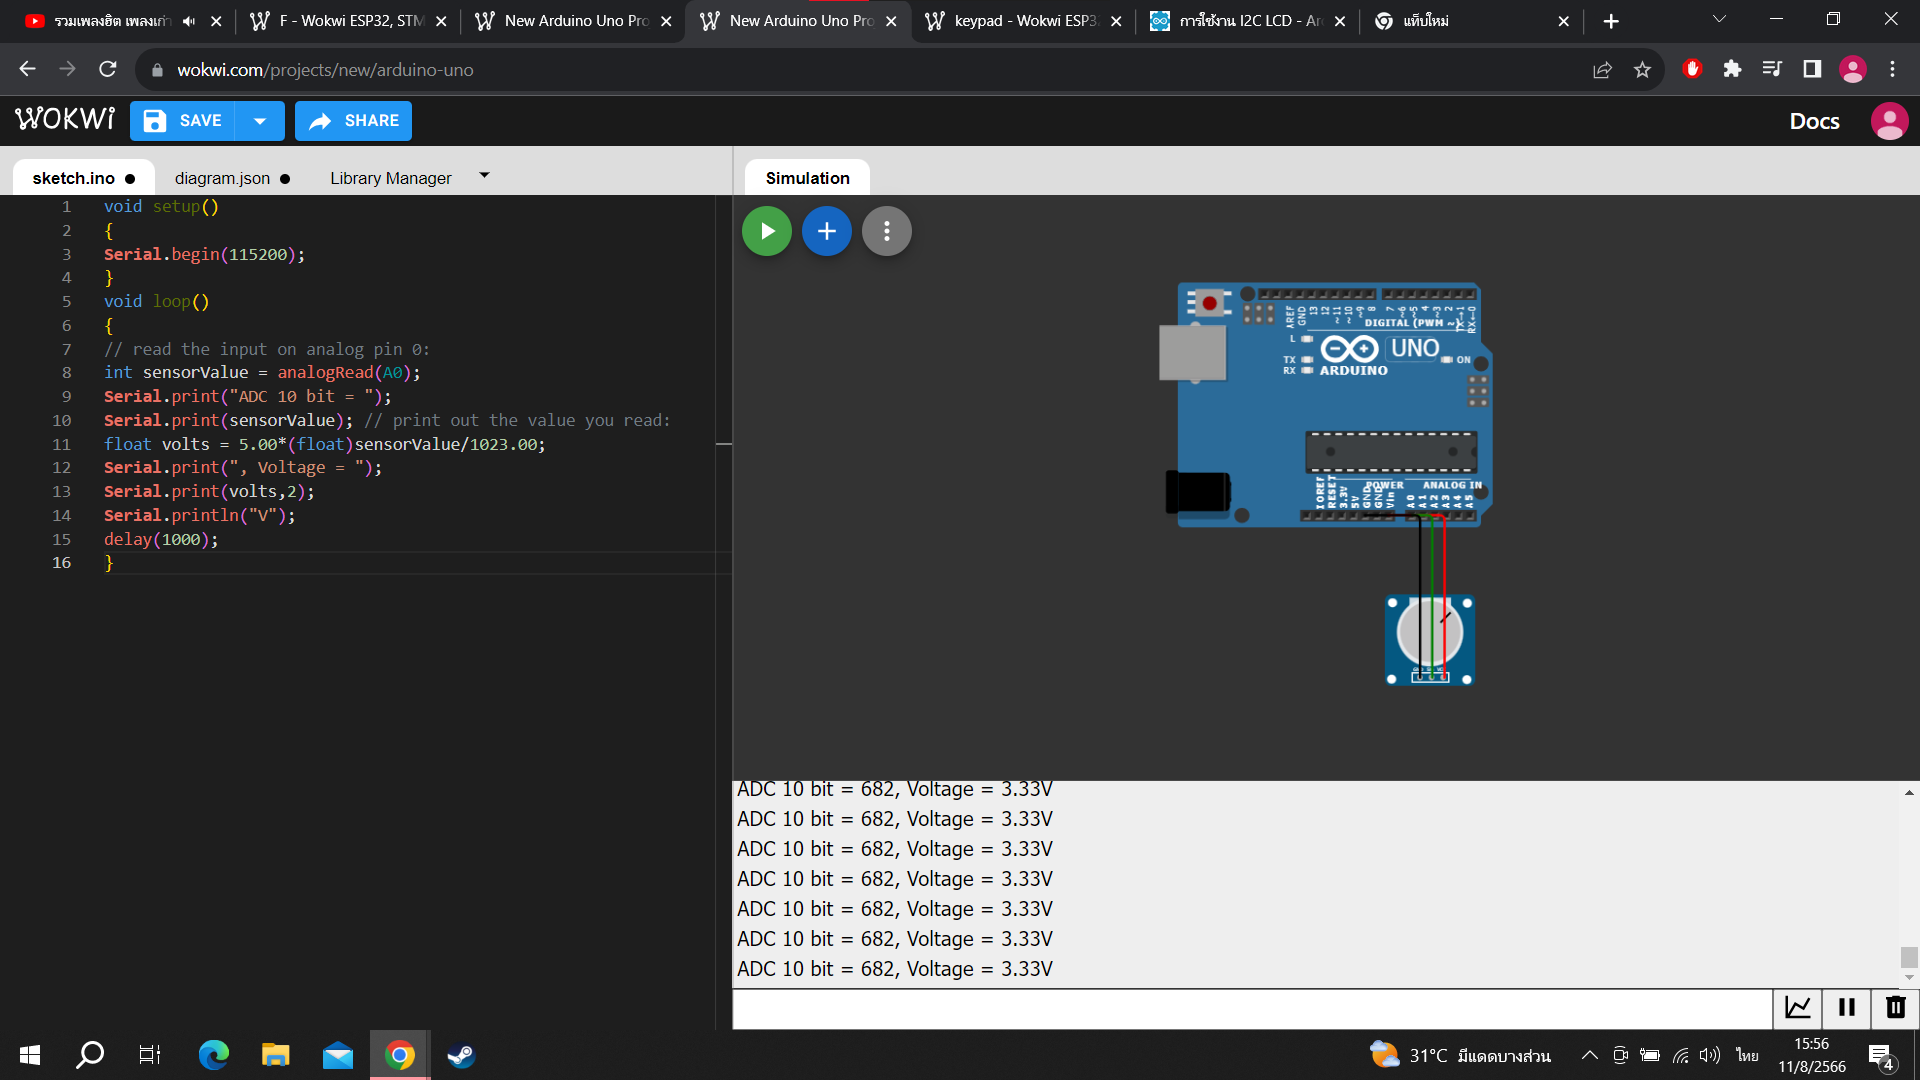 รวมเพลงฮิต เพลงเก่า
F - Wokwi ESP32, STM
New Arduino Uno Pro
New Arduino Uno Pro
keypad - Wokwi ESP32
การใช้งาน I2C LCD - Ar
แท็บใหม่
wokwi.com/projects/new/arduino-uno
WOKWi
SAVE
SHARE
Docs
sketch.ino
diagram.json
Library Manager
Simulation
1 void setup()
2 {
3 Serial.begin(115200);
4 }
5 void loop()
6 {
7 // read the input on analog pin 0:
8 int sensorValue = analogRead(A0);
9 Serial.print("ADC 10 bit = ");
10 Serial.print(sensorValue); // print out the value you read:
11 float volts = 5.00*(float)sensorValue/1023.00;
12 Serial.print(", Voltage = ");
13 Serial.print(volts,2);
14 Serial.println("V");
15 delay(1000);
16 }
AREF
GND
13
12
~11
~10
~9
8
7
~6
~5
4
~3
2
TX→1
RX←0
DIGITAL (PWM ~)
L
TX
RX
UNO
ARDUINO
ON
IOREF
RESET
3.3V
5V
GND
GND
Vin
POWER
ANALOG IN
A0
A1
A2
A3
A4
A5
ADC 10 bit = 682, Voltage = 3.33V
ADC 10 bit = 682, Voltage = 3.33V
ADC 10 bit = 682, Voltage = 3.33V
ADC 10 bit = 682, Voltage = 3.33V
ADC 10 bit = 682, Voltage = 3.33V
ADC 10 bit = 682, Voltage = 3.33V
ADC 10 bit = 682, Voltage = 3.33V
31°C มีแดดบางส่วน
ไทย
15:56
11/8/2566
4